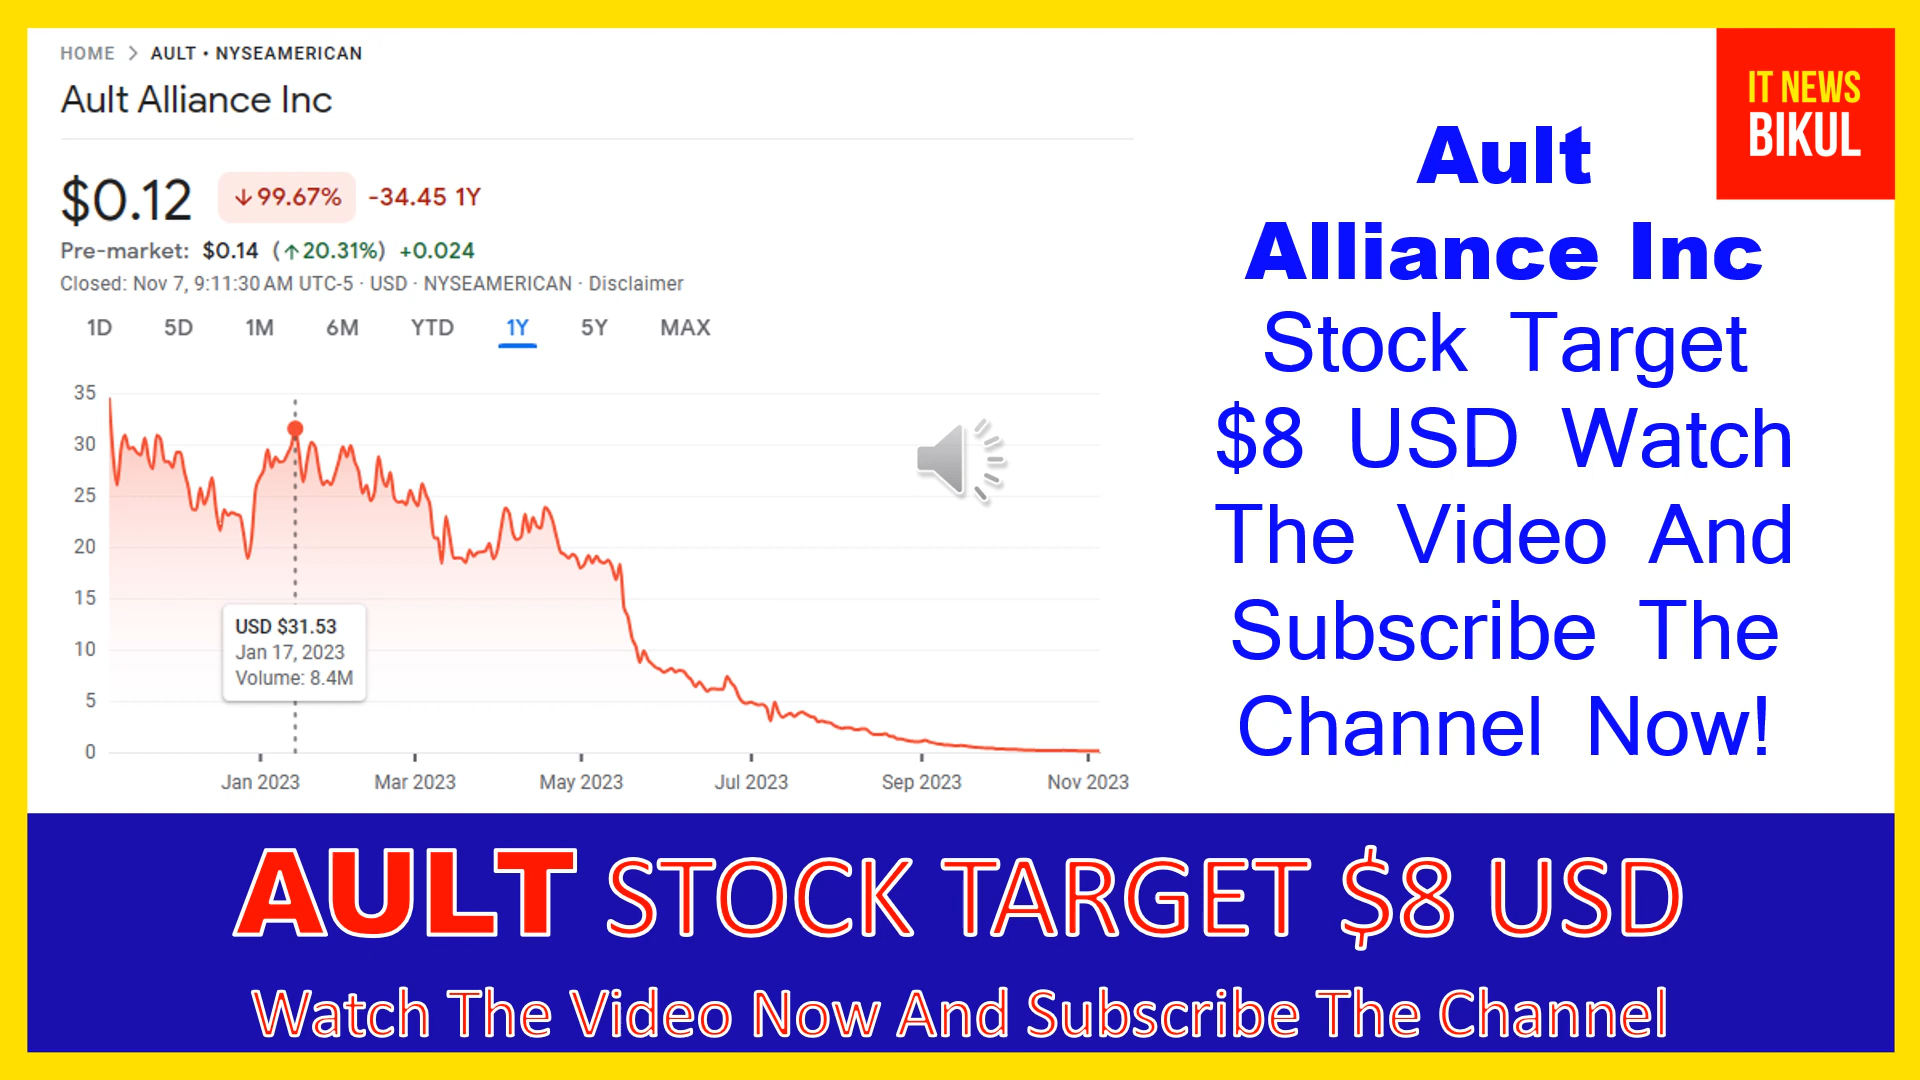 HOME > AULT • NYSEAMERICAN
Ault Alliance Inc
$0.12 ↓99.67% -34.45 1Y
Pre-market: $0.14 (↑20.31%) +0.024
Closed: Nov 7, 9:11:30 AM UTC-5 · USD · NYSEAMERICAN · Disclaimer
1D 5D 1M 6M YTD 1Y 5Y MAX
35
30
25
20
15
10
5
0
USD $31.53
Jan 17, 2023
Volume: 8.4M
Jan 2023 Mar 2023 May 2023 Jul 2023 Sep 2023 Nov 2023
IT NEWS
BIKUL
Ault
Alliance Inc
Stock Target
$8 USD Watch
The Video And
Subscribe The
Channel Now!
AULT STOCK TARGET $8 USD
Watch The Video Now And Subscribe The Channel